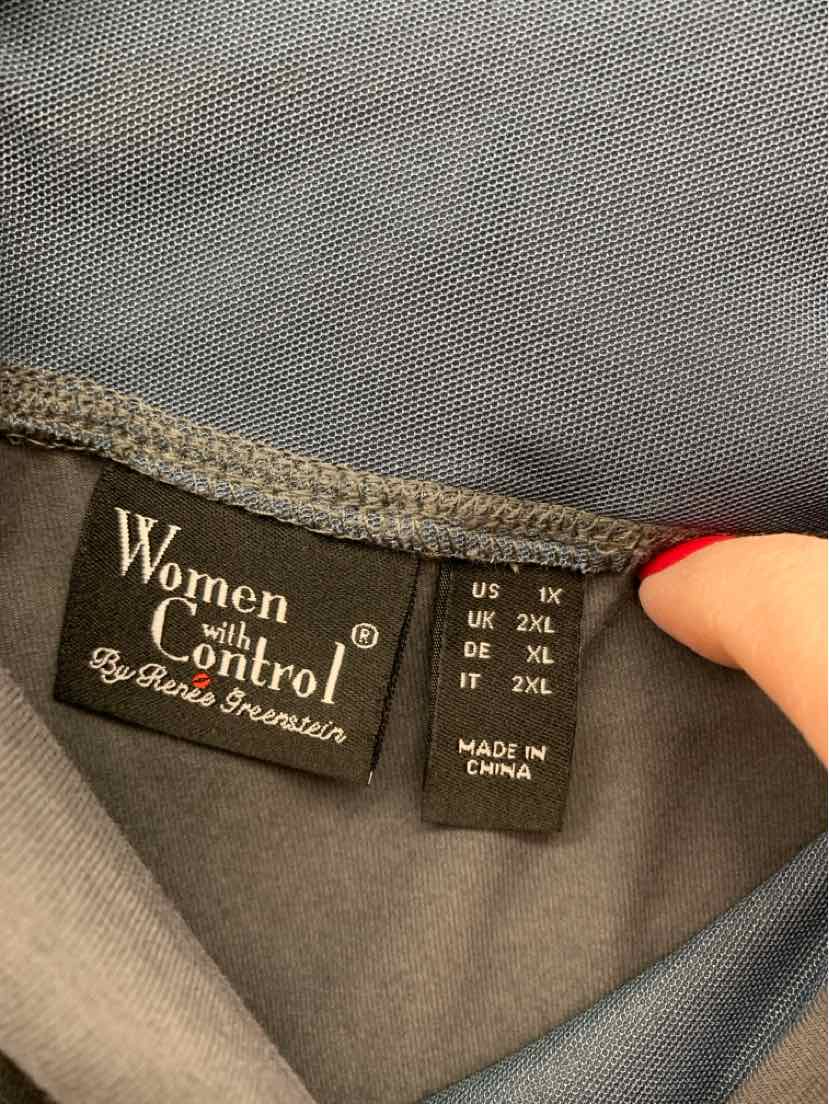 Women
with
Control®
By Renée Greenstein
US 1X
UK 2XL
DE XL
IT 2XL
MADE IN
CHINA